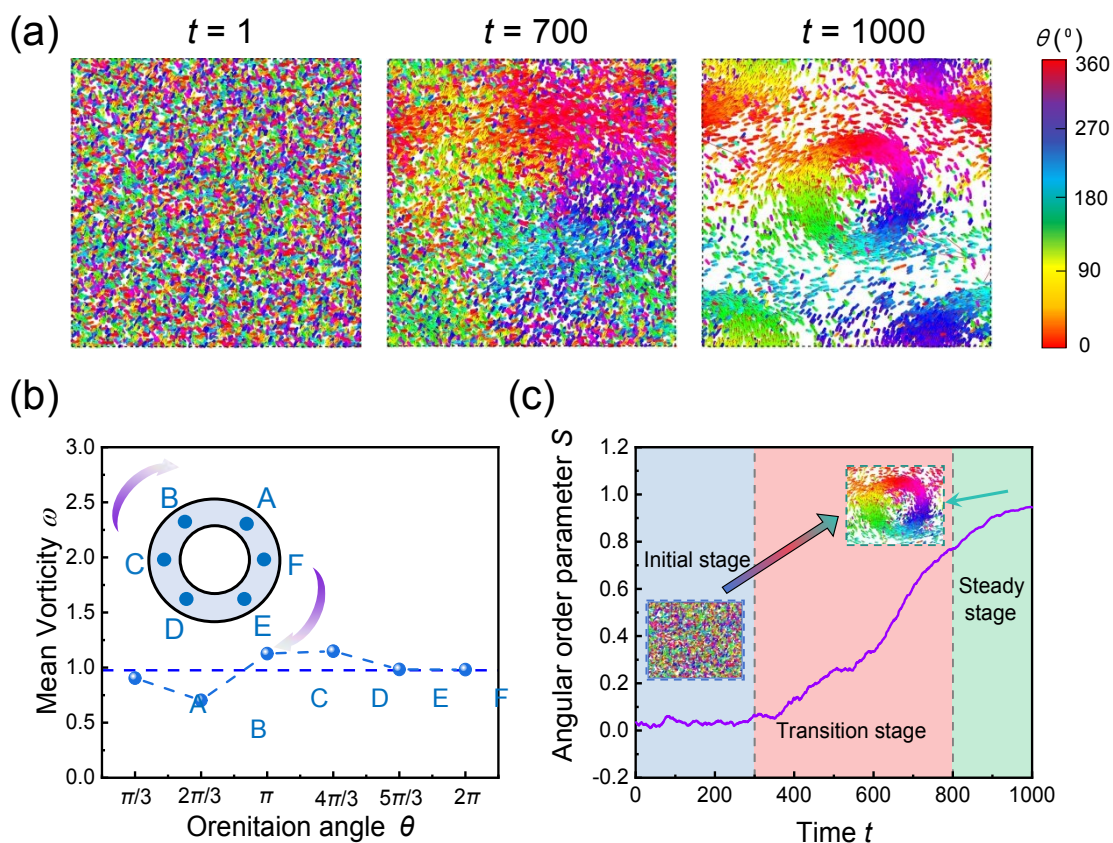 (a)
t = 1
t = 700
t = 1000
θ (⁰)
360
270
180
90
0
(b)
Mean Vorticity ω
3.0
2.5
2.0
1.5
1.0
0.5
0.0
B A
C F
D E
A B C D E F
π/3 2π/3 π 4π/3 5π/3 2π
Orenitaion angle θ
(c)
Angular order parameter S
1.2
1.0
0.8
0.6
0.4
0.2
0.0
-0.2
Initial stage
Steady
stage
Transition stage
0 200 400 600 800 1000
Time t